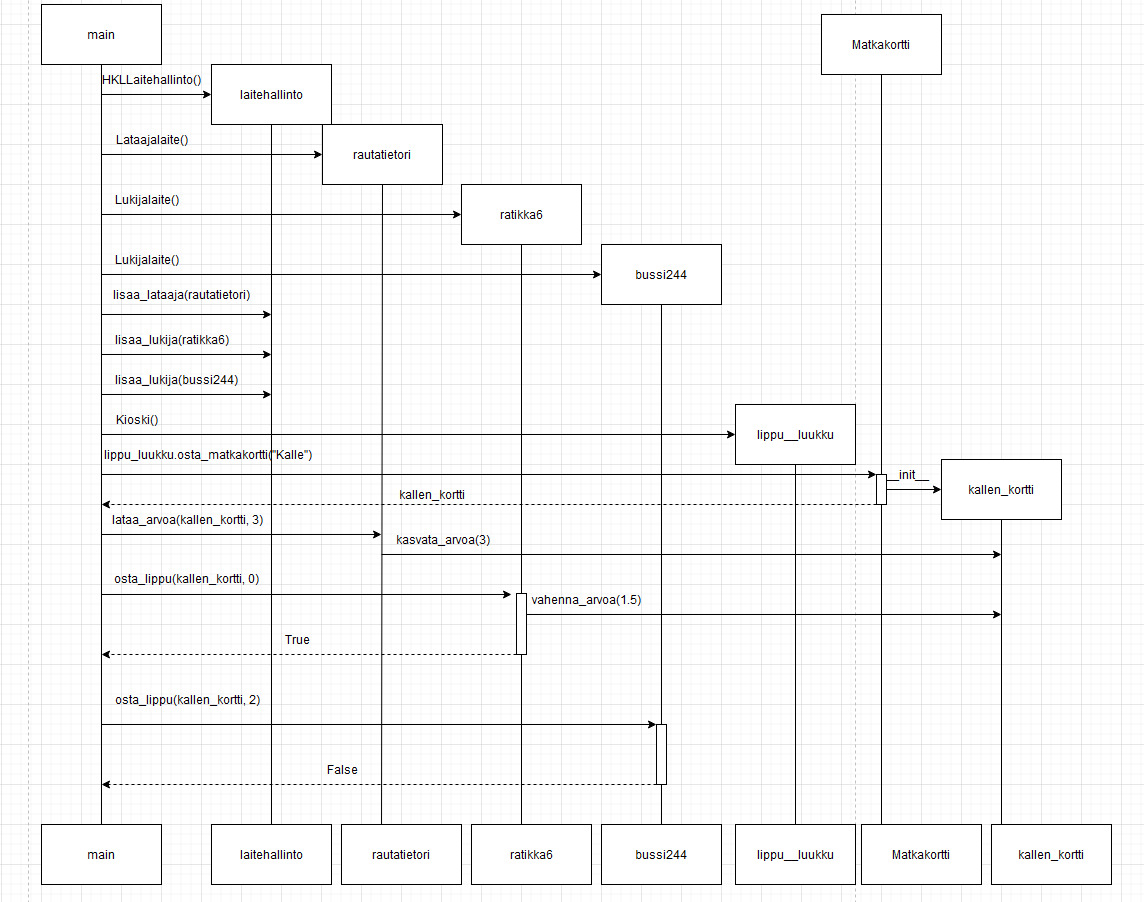 main
Matkakortti
HKLLaitehallinto()
laitehallinto
Lataajalaite()
rautatietori
Lukijalaite()
ratikka6
Lukijalaite()
bussi244
lisaa_lataaja(rautatietori)
lisaa_lukija(ratikka6)
lisaa_lukija(bussi244)
Kioski()
lippu__luukku
lippu_luukku.osta_matkakortti("Kalle")
__init__
kallen_kortti
kallen_kortti
lataa_arvoa(kallen_kortti, 3)
kasvata_arvoa(3)
osta_lippu(kallen_kortti, 0)
vahenna_arvoa(1.5)
True
osta_lippu(kallen_kortti, 2)
False
main
laitehallinto
rautatietori
ratikka6
bussi244
lippu__luukku
Matkakortti
kallen_kortti